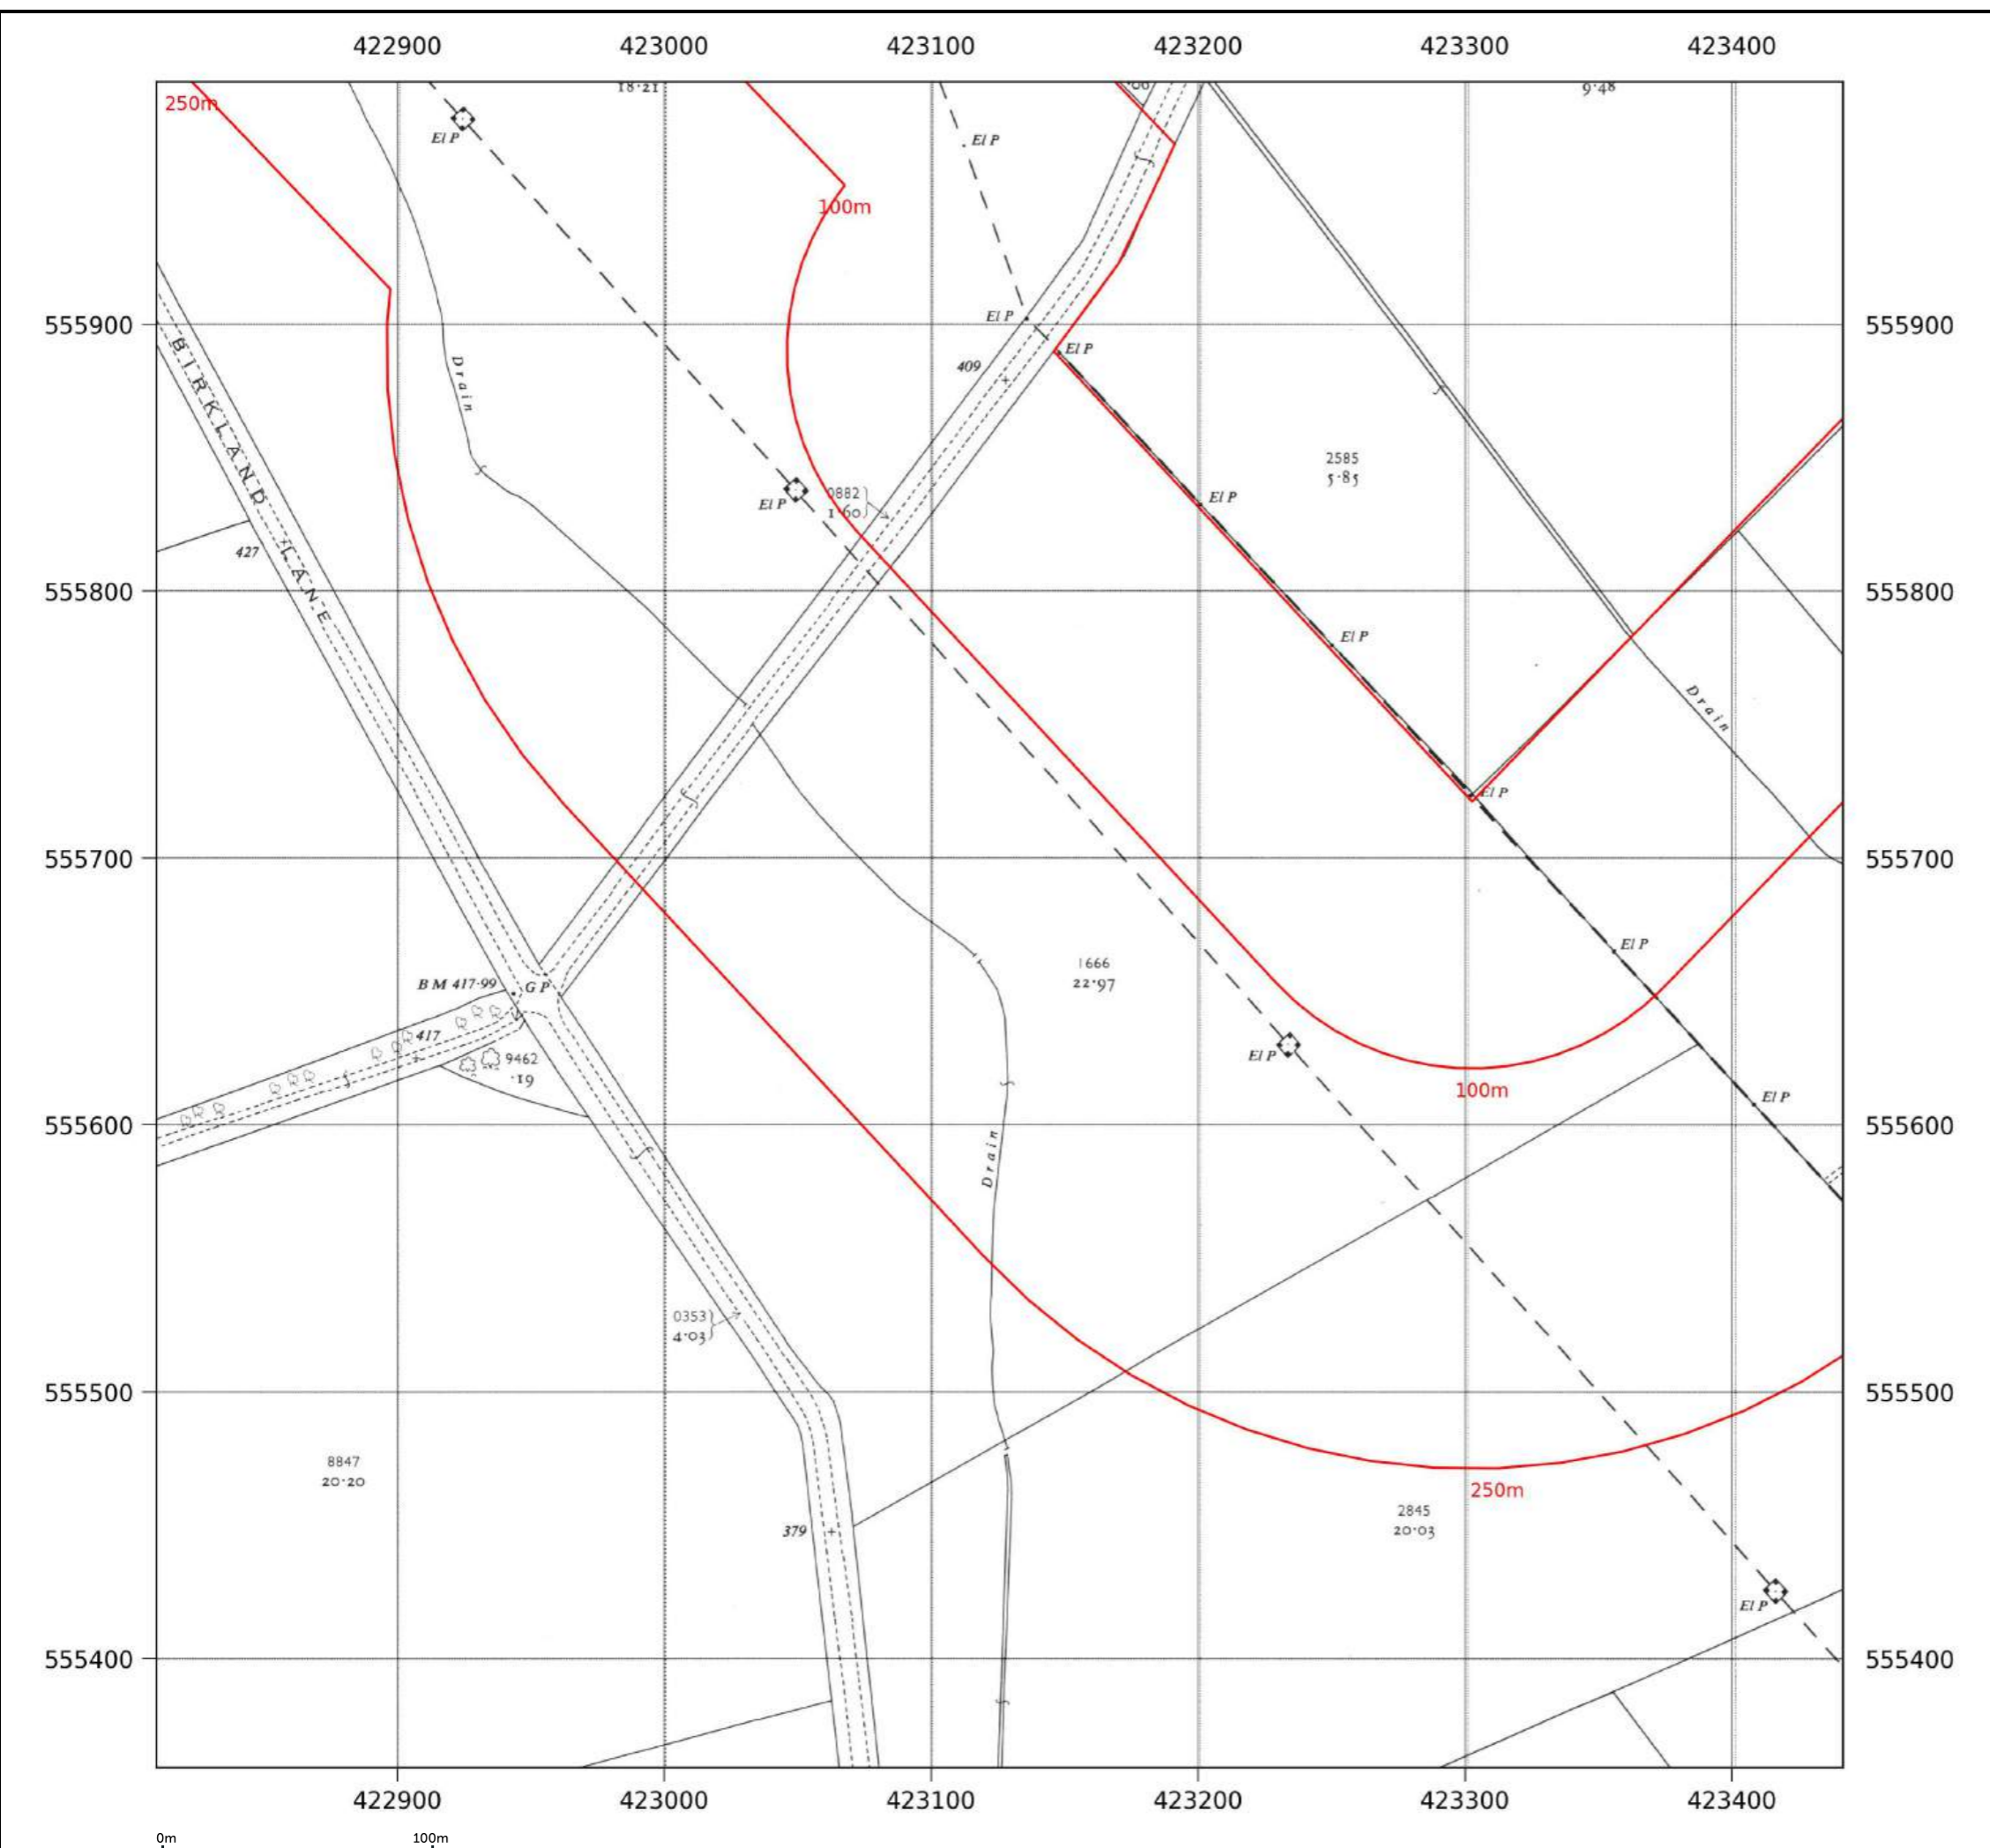 422900 423000 423100 423200 423300 423400
250m
18·21
9·48
El P
El P
100m
555900 555900
El P
El P
409
BIRKLAND LANE
Drain
2585
5·85
El P
El P
0882
1·60
427
555800 555800
El P
Drain
El P
555700 555700
El P
1666
22·97
BM 417·99
G P
417
9462
·19
El P
100m
El P
555600 555600
Drain
0353
4·03
555500 555500
8847
20·20
250m
2845
20·03
379
El P
555400 555400
422900 423000 423100 423200 423300 423400
0m 100m